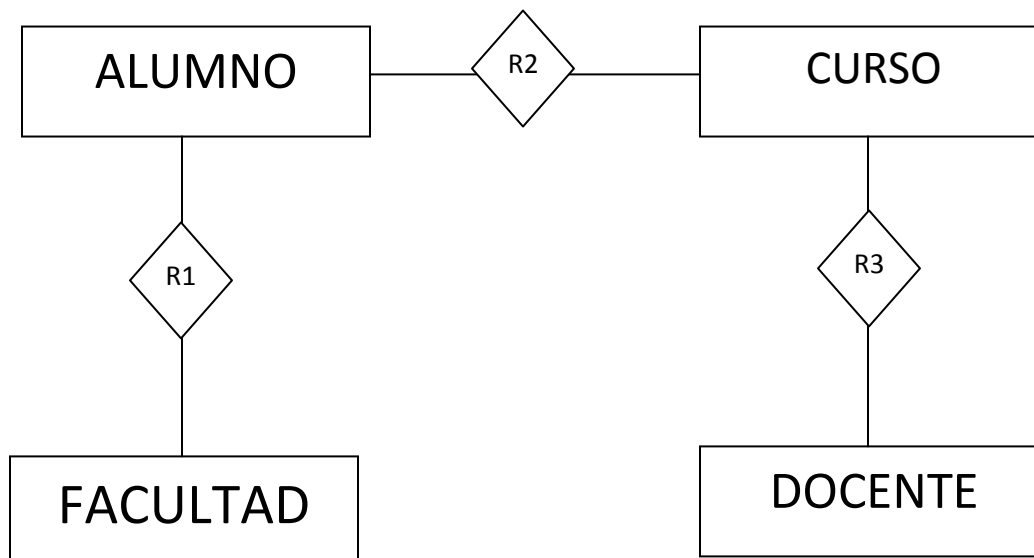 ALUMNO
R2
CURSO
R1
R3
FACULTAD
DOCENTE